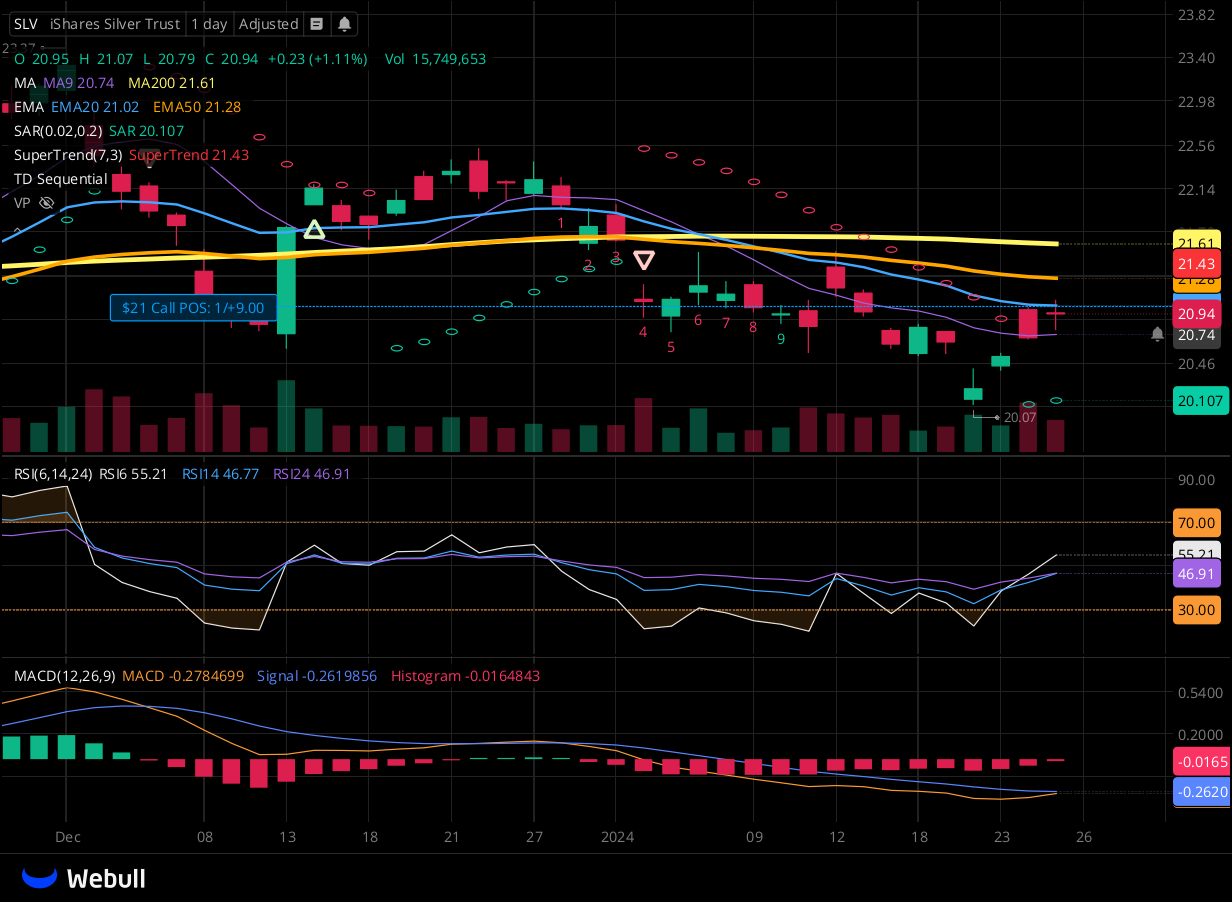 SLV iShares Silver Trust 1 day Adjusted
O 20.95 H 21.07 L 20.79 C 20.94 +0.23 (+1.11%) Vol 15,749,653
MA MA9 20.74 MA200 21.61
EMA EMA20 21.02 EMA50 21.28
SAR(0.02,0.2) SAR 20.107
SuperTrend(7,3) SuperTrend 21.43
TD Sequential
VP
23.82
23.40
22.98
22.56
22.14
21.61
21.43
21.28
20.94
20.74
20.46
20.107
$21 Call POS: 1/+9.00
1
2
3
4
5
6
7
8
9
20.07
RSI(6,14,24) RSI6 55.21 RSI14 46.77 RSI24 46.91
90.00
70.00
55.21
46.91
30.00
MACD(12,26,9) MACD -0.2784699 Signal -0.2619856 Histogram -0.0164843
0.5400
0.2000
-0.0165
-0.2620
Dec 08 13 18 21 27 2024 09 12 18 23 26
Webull